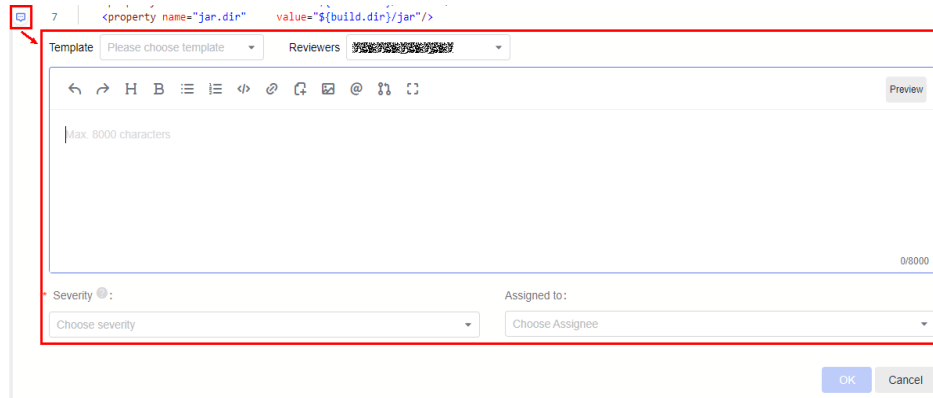 7 <property name="jar.dir" value="${build.dir}/jar"/>
Template Please choose template Reviewers
H B </> @ Preview
Max. 8000 characters
0/8000
* Severity ? : Assigned to:
Choose severity Choose Assignee
OK Cancel